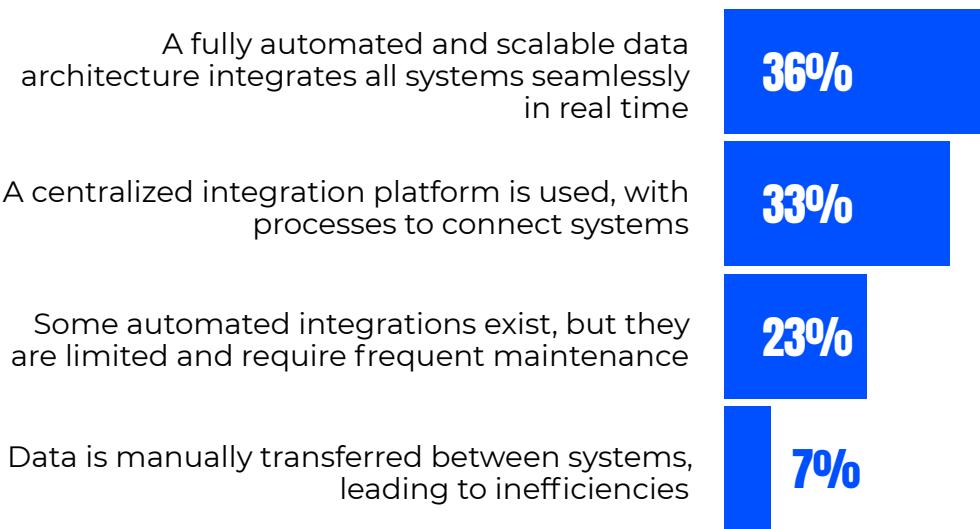 A fully automated and scalable data
architecture integrates all systems seamlessly
in real time
36%
A centralized integration platform is used, with
processes to connect systems
33%
Some automated integrations exist, but they
are limited and require frequent maintenance
23%
Data is manually transferred between systems,
leading to inefficiencies
7%